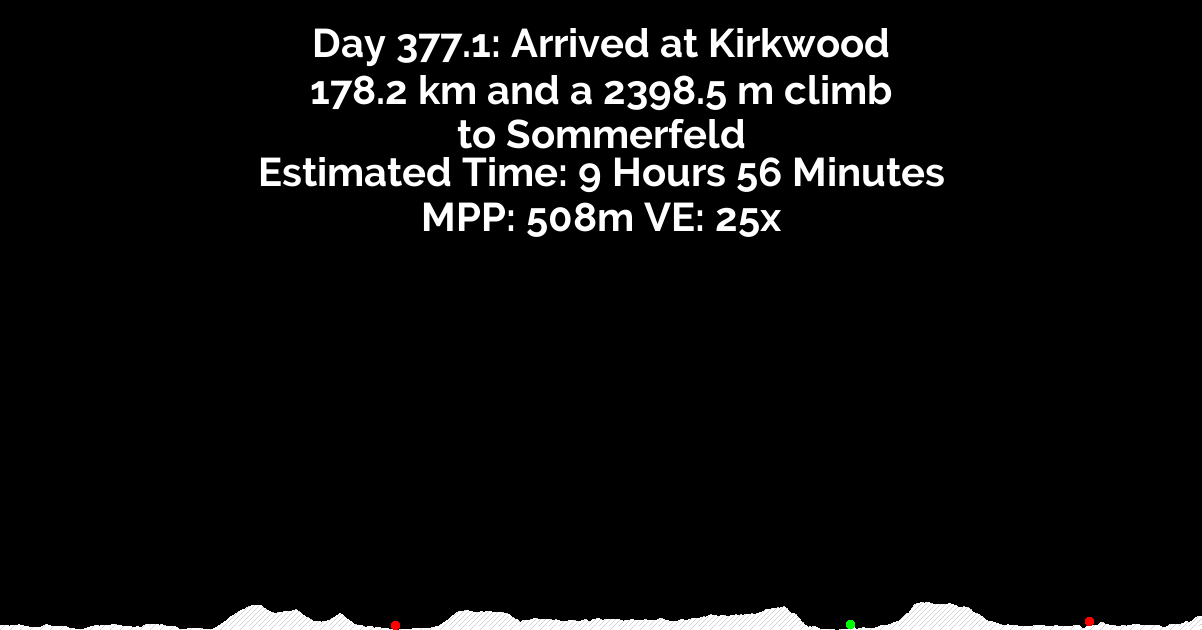 Day 377.1: Arrived at Kirkwood
178.2 km and a 2398.5 m climb
to Sommerfeld
Estimated Time: 9 Hours 56 Minutes
MPP: 508m VE: 25x